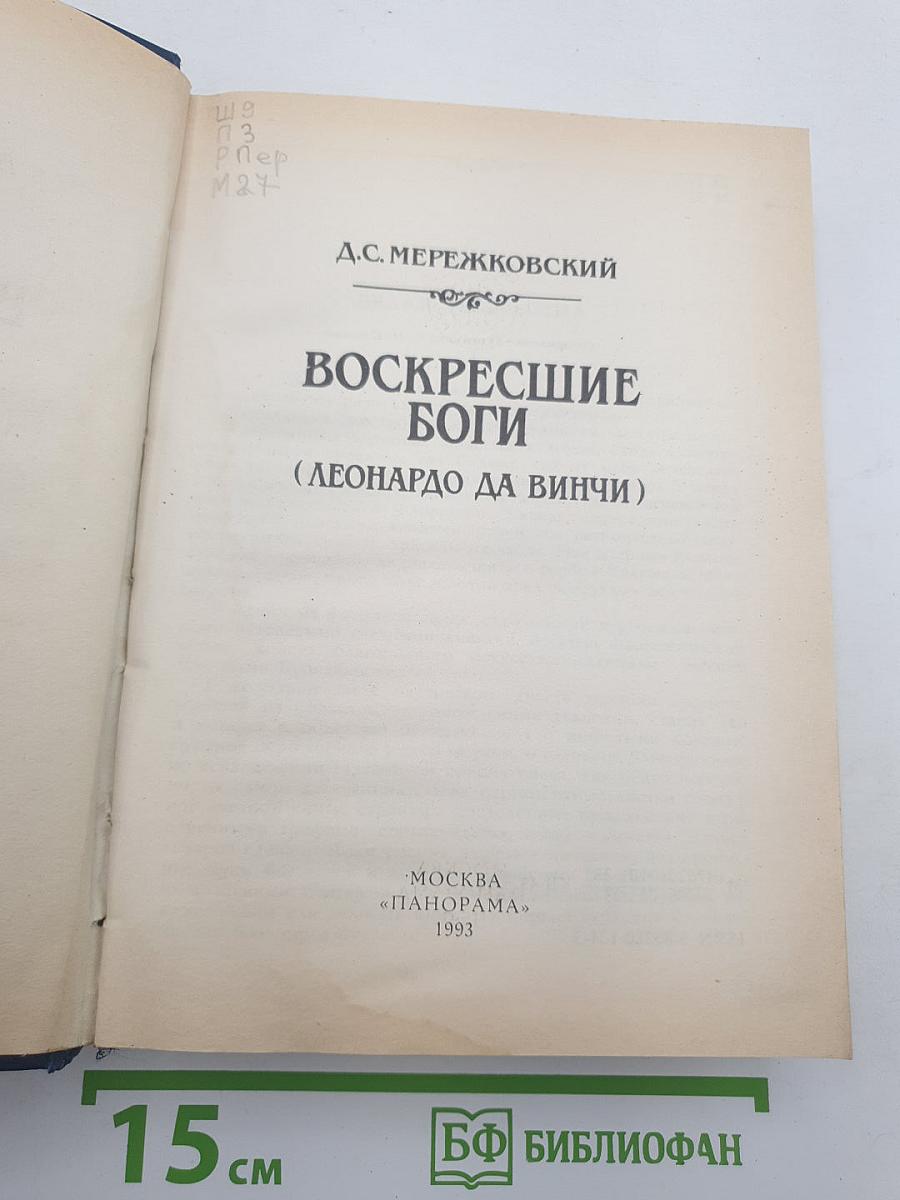 Ш9
П3
РПер
М27
Д.С. МЕРЕЖКОВСКИЙ
ВОСКРЕСШИЕ
БОГИ
(ЛЕОНАРДО ДА ВИНЧИ)
МОСКВА
«ПАНОРАМА»
1993
15 см
БФ БИБЛИОФАН